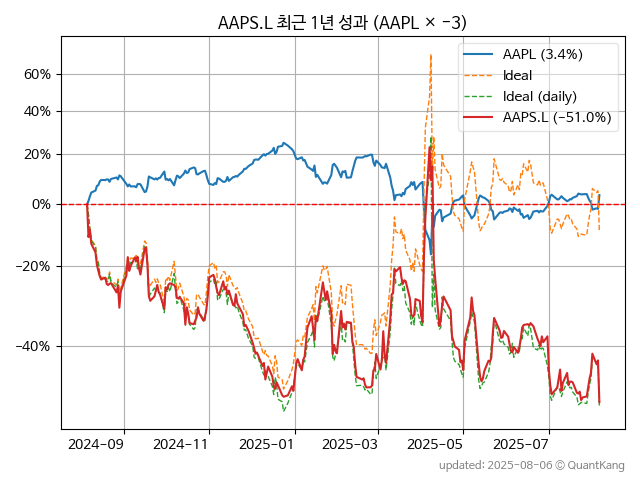 AAPS.L 최근 1년 성과 (AAPL × −3)
AAPL (3.4%)
Ideal
Ideal (daily)
AAPS.L (−51.0%)
60%
40%
20%
0%
−20%
−40%
2024-09
2024-11
2025-01
2025-03
2025-05
2025-07
updated: 2025-08-06 © QuantKang